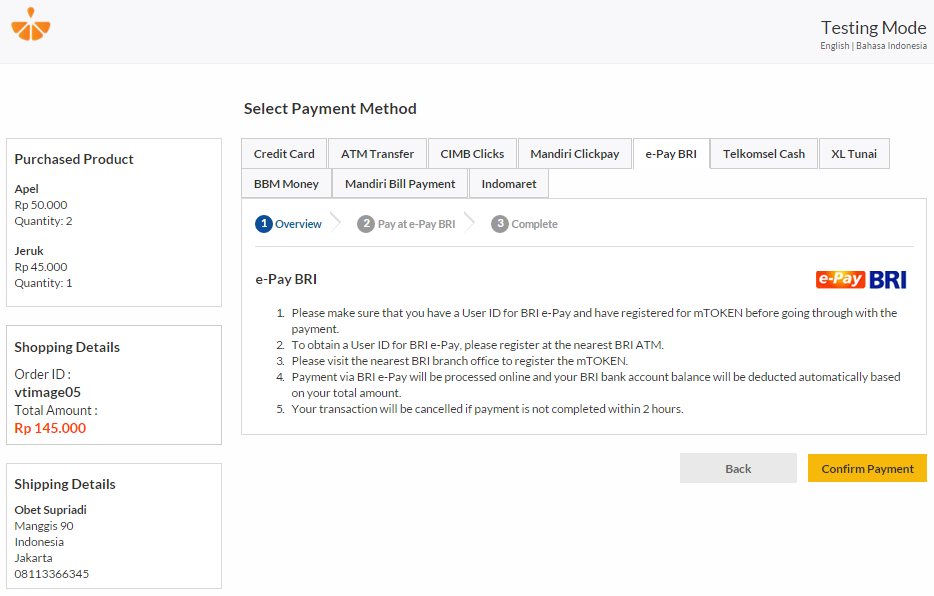 Testing Mode
English | Bahasa Indonesia
Select Payment Method
Purchased Product
Apel
Rp 50.000
Quantity: 2
Jeruk
Rp 45.000
Quantity: 1
Shopping Details
Order ID :
vtimage05
Total Amount :
Rp 145.000
Shipping Details
Obet Supriadi
Manggis 90
Indonesia
Jakarta
08113366345
Credit Card ATM Transfer CIMB Clicks Mandiri Clickpay e-Pay BRI Telkomsel Cash XL Tunai
BBM Money Mandiri Bill Payment Indomaret
1 Overview 2 Pay at e-Pay BRI 3 Complete
e-Pay BRI
e-Pay BRI
1. Please make sure that you have a User ID for BRI e-Pay and have registered for mTOKEN before going through with the
payment.
2. To obtain a User ID for BRI e-Pay, please register at the nearest BRI ATM.
3. Please visit the nearest BRI branch office to register the mTOKEN.
4. Payment via BRI e-Pay will be processed online and your BRI bank account balance will be deducted automatically based
on your total amount.
5. Your transaction will be cancelled if payment is not completed within 2 hours.
Back Confirm Payment